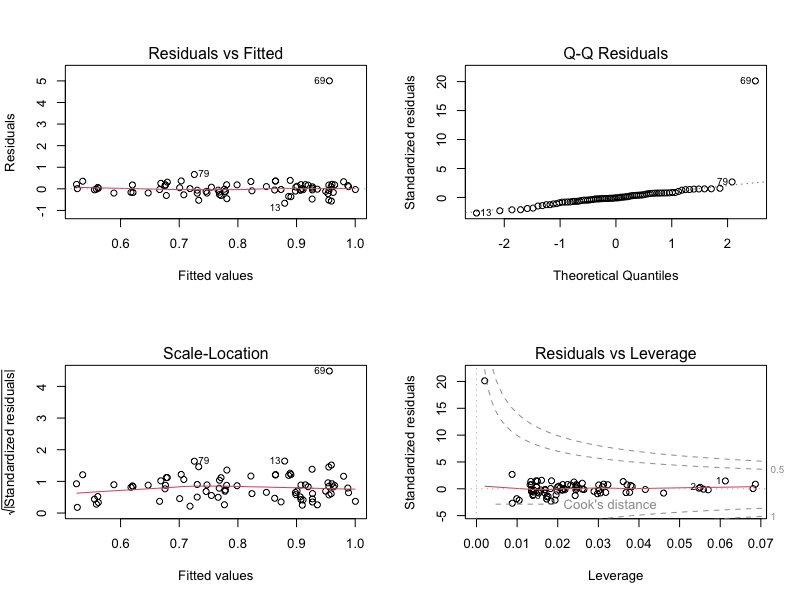 Residuals vs Fitted
Residuals
5
4
3
2
1
0
-1
69
79
13
0.6 0.7 0.8 0.9 1.0
Fitted values
Q-Q Residuals
Standardized residuals
20
15
10
5
0
69
79
13
-2 -1 0 1 2
Theoretical Quantiles
Scale-Location
√|Standardized residuals|
4
3
2
1
0
69
79
13
0.6 0.7 0.8 0.9 1.0
Fitted values
Residuals vs Leverage
Standardized residuals
20
15
10
5
0
-5
2
1
Cook's distance
0.5
1
0.00 0.01 0.02 0.03 0.04 0.05 0.06 0.07
Leverage